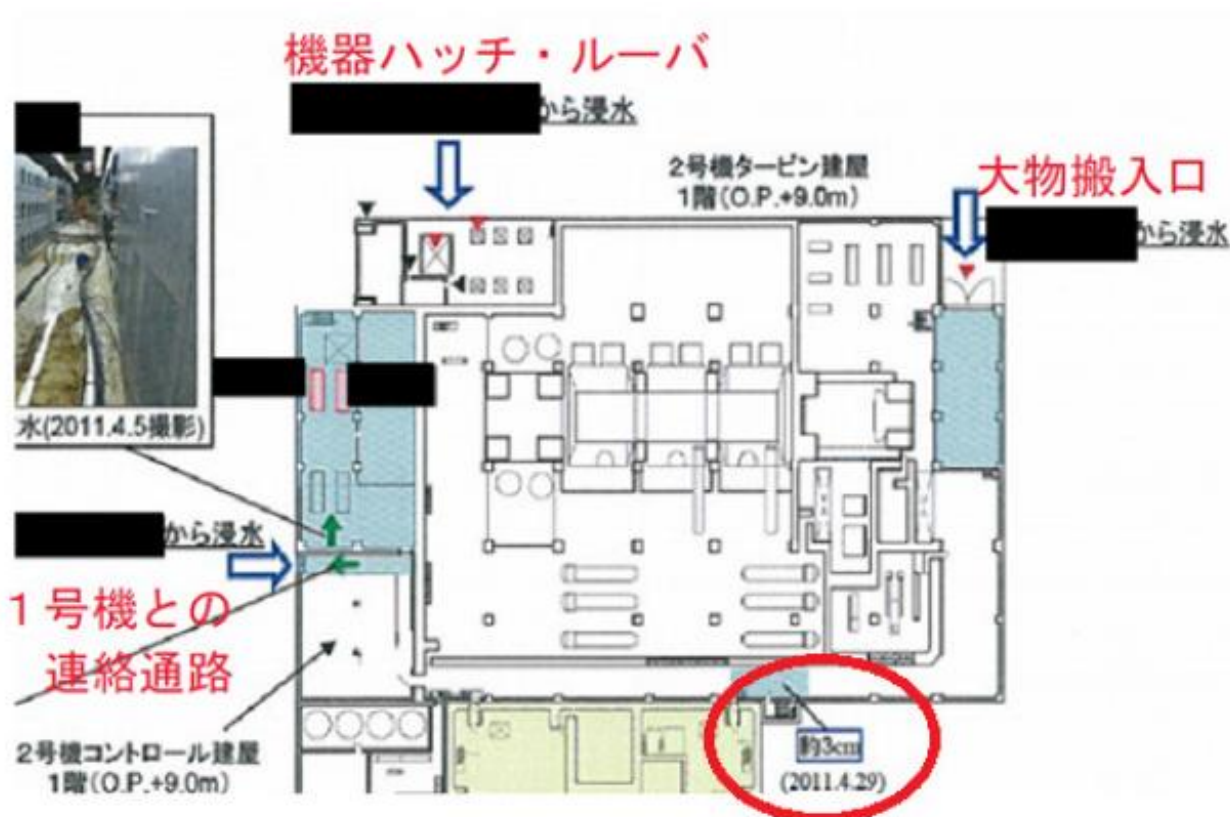 機器ハッチ・ルーバ
から浸水
2号機タービン建屋
1階(O.P.+9.0m)
大物搬入口
から浸水
水(2011.4.5撮影)
から浸水
1号機との
連絡通路
2号機コントロール建屋
1階(O.P.+9.0m)
約3cm
(2011.4.29)